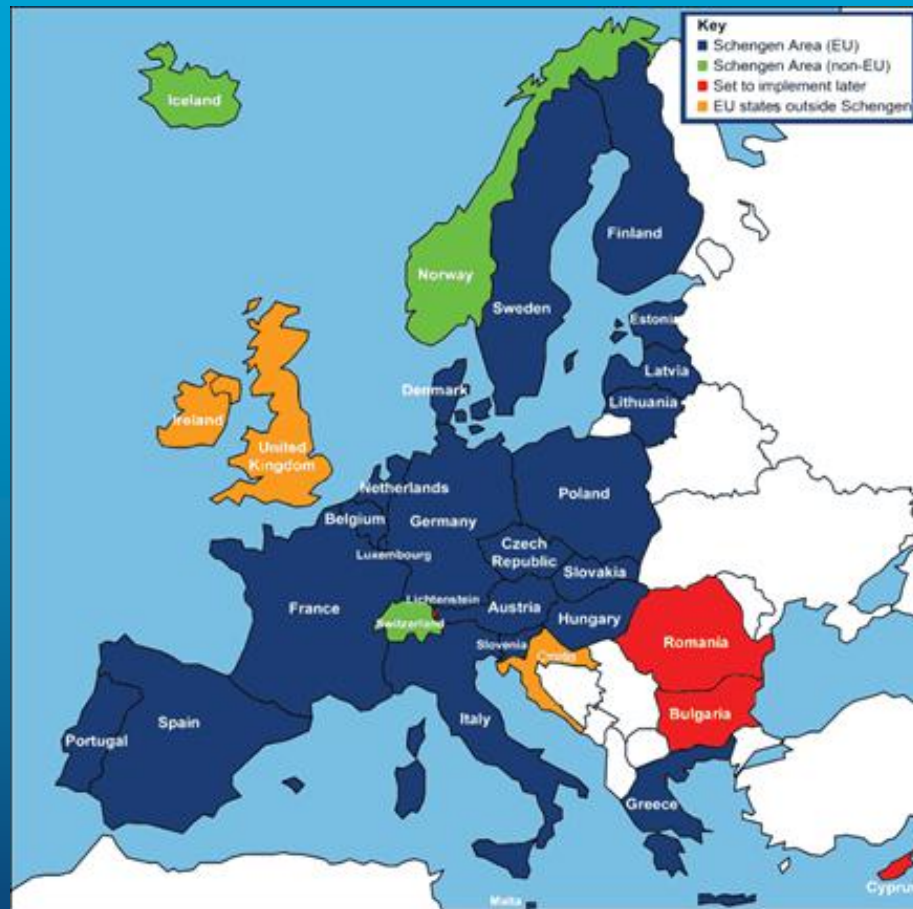 Key
Schengen Area (EU)
Schengen Area (non-EU)
Set to implement later
EU states outside Schengen
Iceland
Finland
Norway
Sweden
Estonia
Latvia
Denmark
Lithuania
Ireland
United
Kingdom
Netherlands
Poland
Belgium
Germany
Czech
Republic
Luxembourg
Slovakia
Lichtenstein
France
Austria
Hungary
Switzerland
Slovenia
Romania
Italy
Bulgaria
Spain
Portugal
Greece
Cyprus
Malta